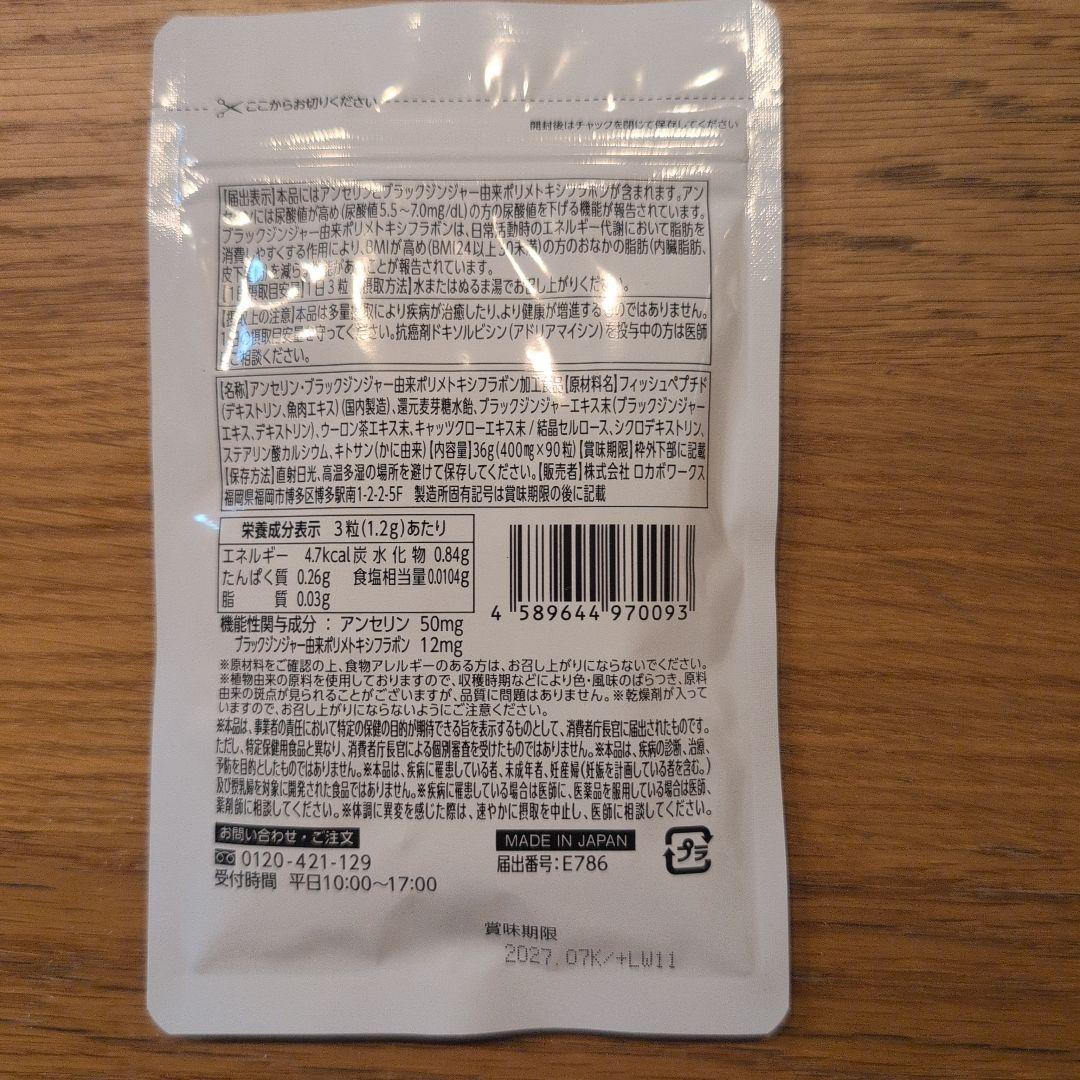 ここからお切りください
開封後はチャックを閉じて保存してください
【届出表示】本品にはアンセリンとブラックジンジャー由来ポリメトキシフラボンが含まれます。アン
には尿酸値が高め(尿酸値5.5～7.0mg/dL)の方の尿酸値を下げる機能が報告されています。
ブラックジンジャー由来ポリメトキシフラボンは、日常活動時のエネルギー代謝において脂肪を
消費しやすくする作用により、BMIが高め(BMI24以上30未満)の方のおなかの脂肪(内臓脂肪、
皮下 を減らす 能があることが報告されています。
【1日摂取目安量】1日3粒【摂取方法】水またはぬるま湯でお召し上がりください。
【摂取上の注意】本品は多量摂取により疾病が治癒したり、より健康が増進するものではありません。
1日の摂取目安量を守ってください。抗癌剤ドキソルビシン(アドリアマイシン)を投与中の方は医師
にご相談ください。
【名称】アンセリン・ブラックジンジャー由来ポリメトキシフラボン加工食品【原材料名】フィッシュペプチド
(デキストリン、魚肉エキス)(国内製造)、還元麦芽糖水飴、ブラックジンジャーエキス末(ブラックジンジャー
エキス、デキストリン)、ウーロン茶エキス末、キャッツクローエキス末/結晶セルロース、シクロデキストリン、
ステアリン酸カルシウム、キトサン(かに由来)【内容量】36g(400mg×90粒)【賞味期限】枠外下部に記載
【保存方法】直射日光、高温多湿の場所を避けて保存してください。【販売者】株式会社 ロカボワークス
福岡県福岡市博多区博多駅南1-2-2-5F 製造所固有記号は賞味期限の後に記載
栄養成分表示 3粒(1.2g)あたり
エネルギー 4.7kcal 炭水化物 0.84g
たんぱく質 0.26g 食塩相当量 0.0104g
脂質 0.03g
4 589644 970093
機能性関与成分：アンセリン 50mg
ブラックジンジャー由来ポリメトキシフラボン 12mg
※原材料をご確認の上、食物アレルギーのある方は、お召し上がりにならないでください。
※植物由来の原料を使用しておりますので、収穫時期などにより色・風味のばらつき、原料
由来の斑点が見られることがございますが、品質に問題はありません。※乾燥剤が入って
いますので、お召し上がりにならないようにご注意ください。
※本品は、事業者の責任において特定の保健の目的が期待できる旨を表示するものとして、消費者庁長官に届出されたものです。
ただし、特定保健用食品と異なり、消費者庁長官による個別審査を受けたものではありません。※本品は、疾病の診断、治療、
予防を目的としたものではありません。※本品は、疾病に罹患している者、未成年者、妊産婦(妊娠を計画している者を含む。)
及び授乳婦を対象に開発された食品ではありません。※疾病に罹患している場合は医師に、医薬品を服用している場合は医師、
薬剤師に相談してください。※体調に異変を感じた際は、速やかに摂取を中止し、医師に相談してください。
お問い合わせ・ご注文
0120-421-129
受付時間 平日10:00～17:00
MADE IN JAPAN
届出番号：E786
プラ
賞味期限
2027.07K/+LW11